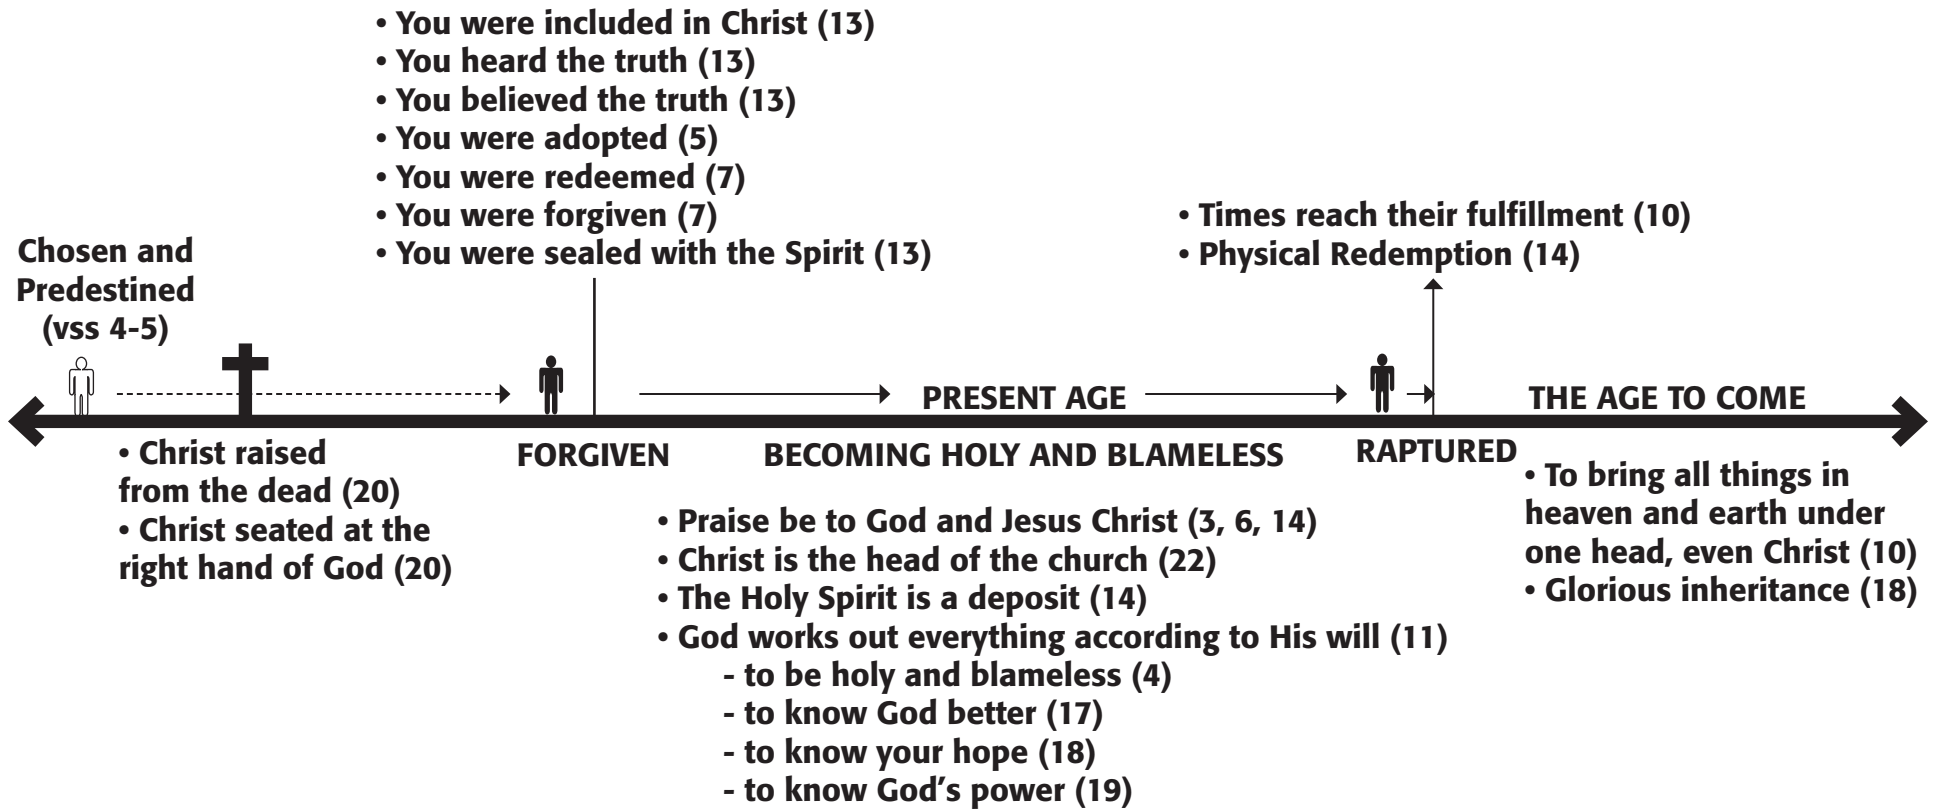 • You were included in Christ (13)
• You heard the truth (13)
• You believed the truth (13)
• You were adopted (5)
• You were redeemed (7)
• You were forgiven (7)
• You were sealed with the Spirit (13)
• Times reach their fulfillment (10)
• Physical Redemption (14)
Chosen and
Predestined
(vss 4-5)
PRESENT AGE
THE AGE TO COME
• Christ raised
from the dead (20)
• Christ seated at the
right hand of God (20)
FORGIVEN
BECOMING HOLY AND BLAMELESS
RAPTURED
• Praise be to God and Jesus Christ (3, 6, 14)
• Christ is the head of the church (22)
• The Holy Spirit is a deposit (14)
• God works out everything according to His will (11)
- to be holy and blameless (4)
- to know God better (17)
- to know your hope (18)
- to know God's power (19)
• To bring all things in
heaven and earth under
one head, even Christ (10)
• Glorious inheritance (18)